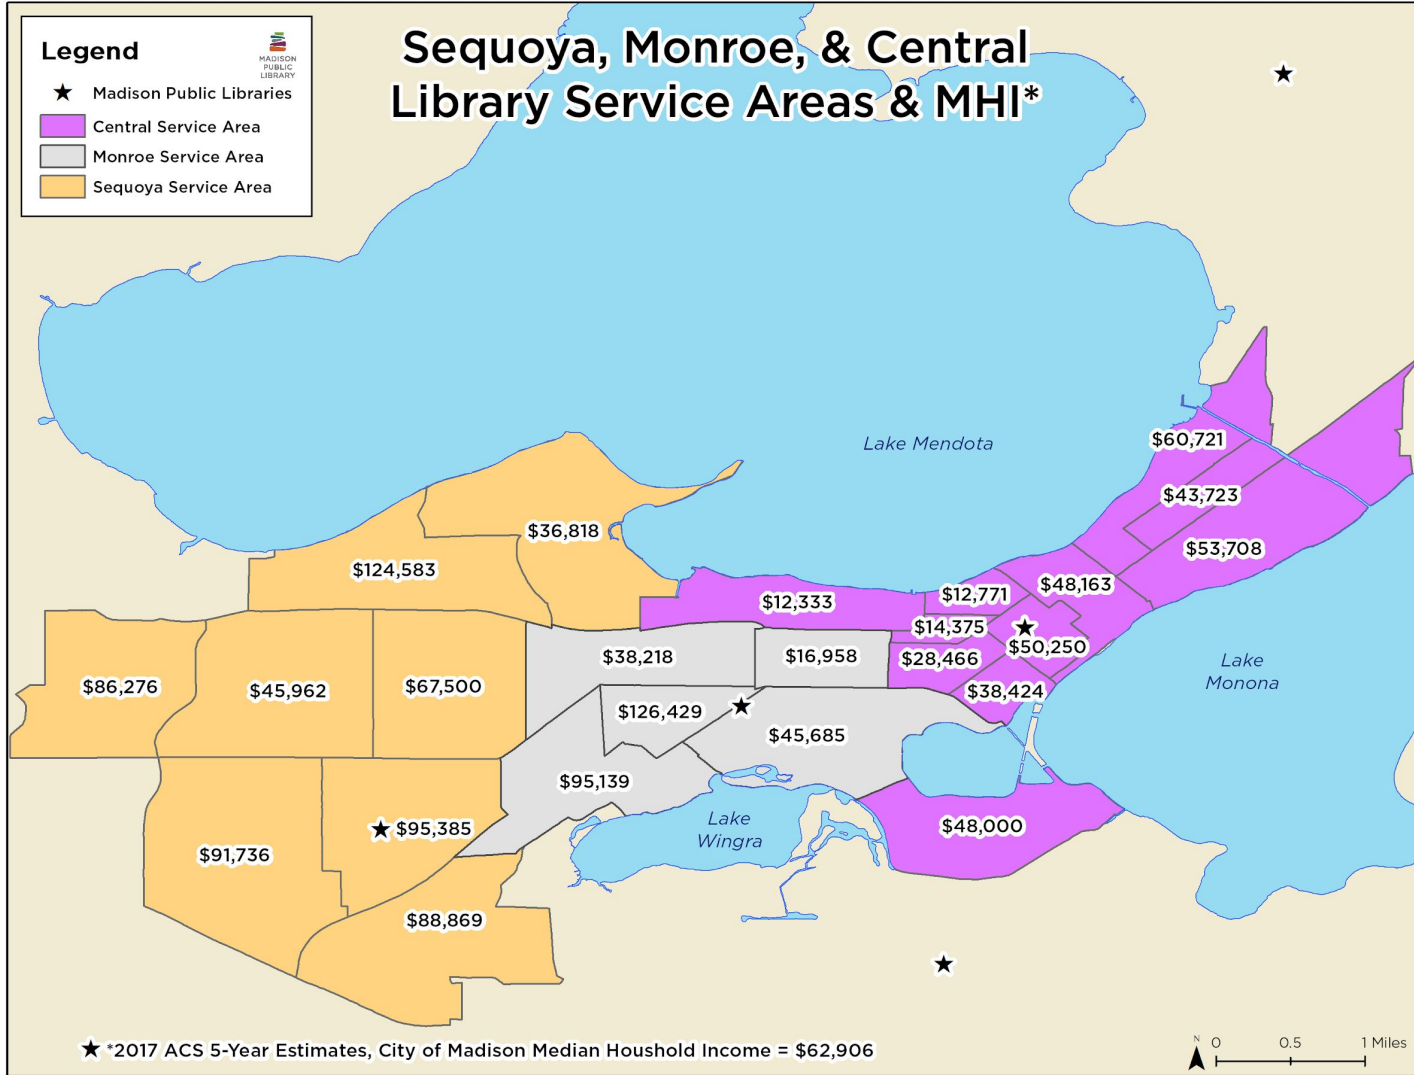 Sequoya, Monroe, & Central
Library Service Areas & MHI*
Legend
MADISON
PUBLIC
LIBRARY
Madison Public Libraries
Central Service Area
Monroe Service Area
Sequoya Service Area
Lake Mendota
$60,721
$43,723
$53,708
$36,818
$124,583
$48,163
$12,771
$12,333
$14,375
$50,250
$38,218
$16,958
$28,466
Lake
Monona
$86,276
$45,962
$67,500
$38,424
$126,429
$45,685
$95,139
Lake
Wingra
$95,385
$48,000
$91,736
$88,869
*2017 ACS 5-Year Estimates, City of Madison Median Houshold Income = $62,906
N
0 0.5 1 Miles